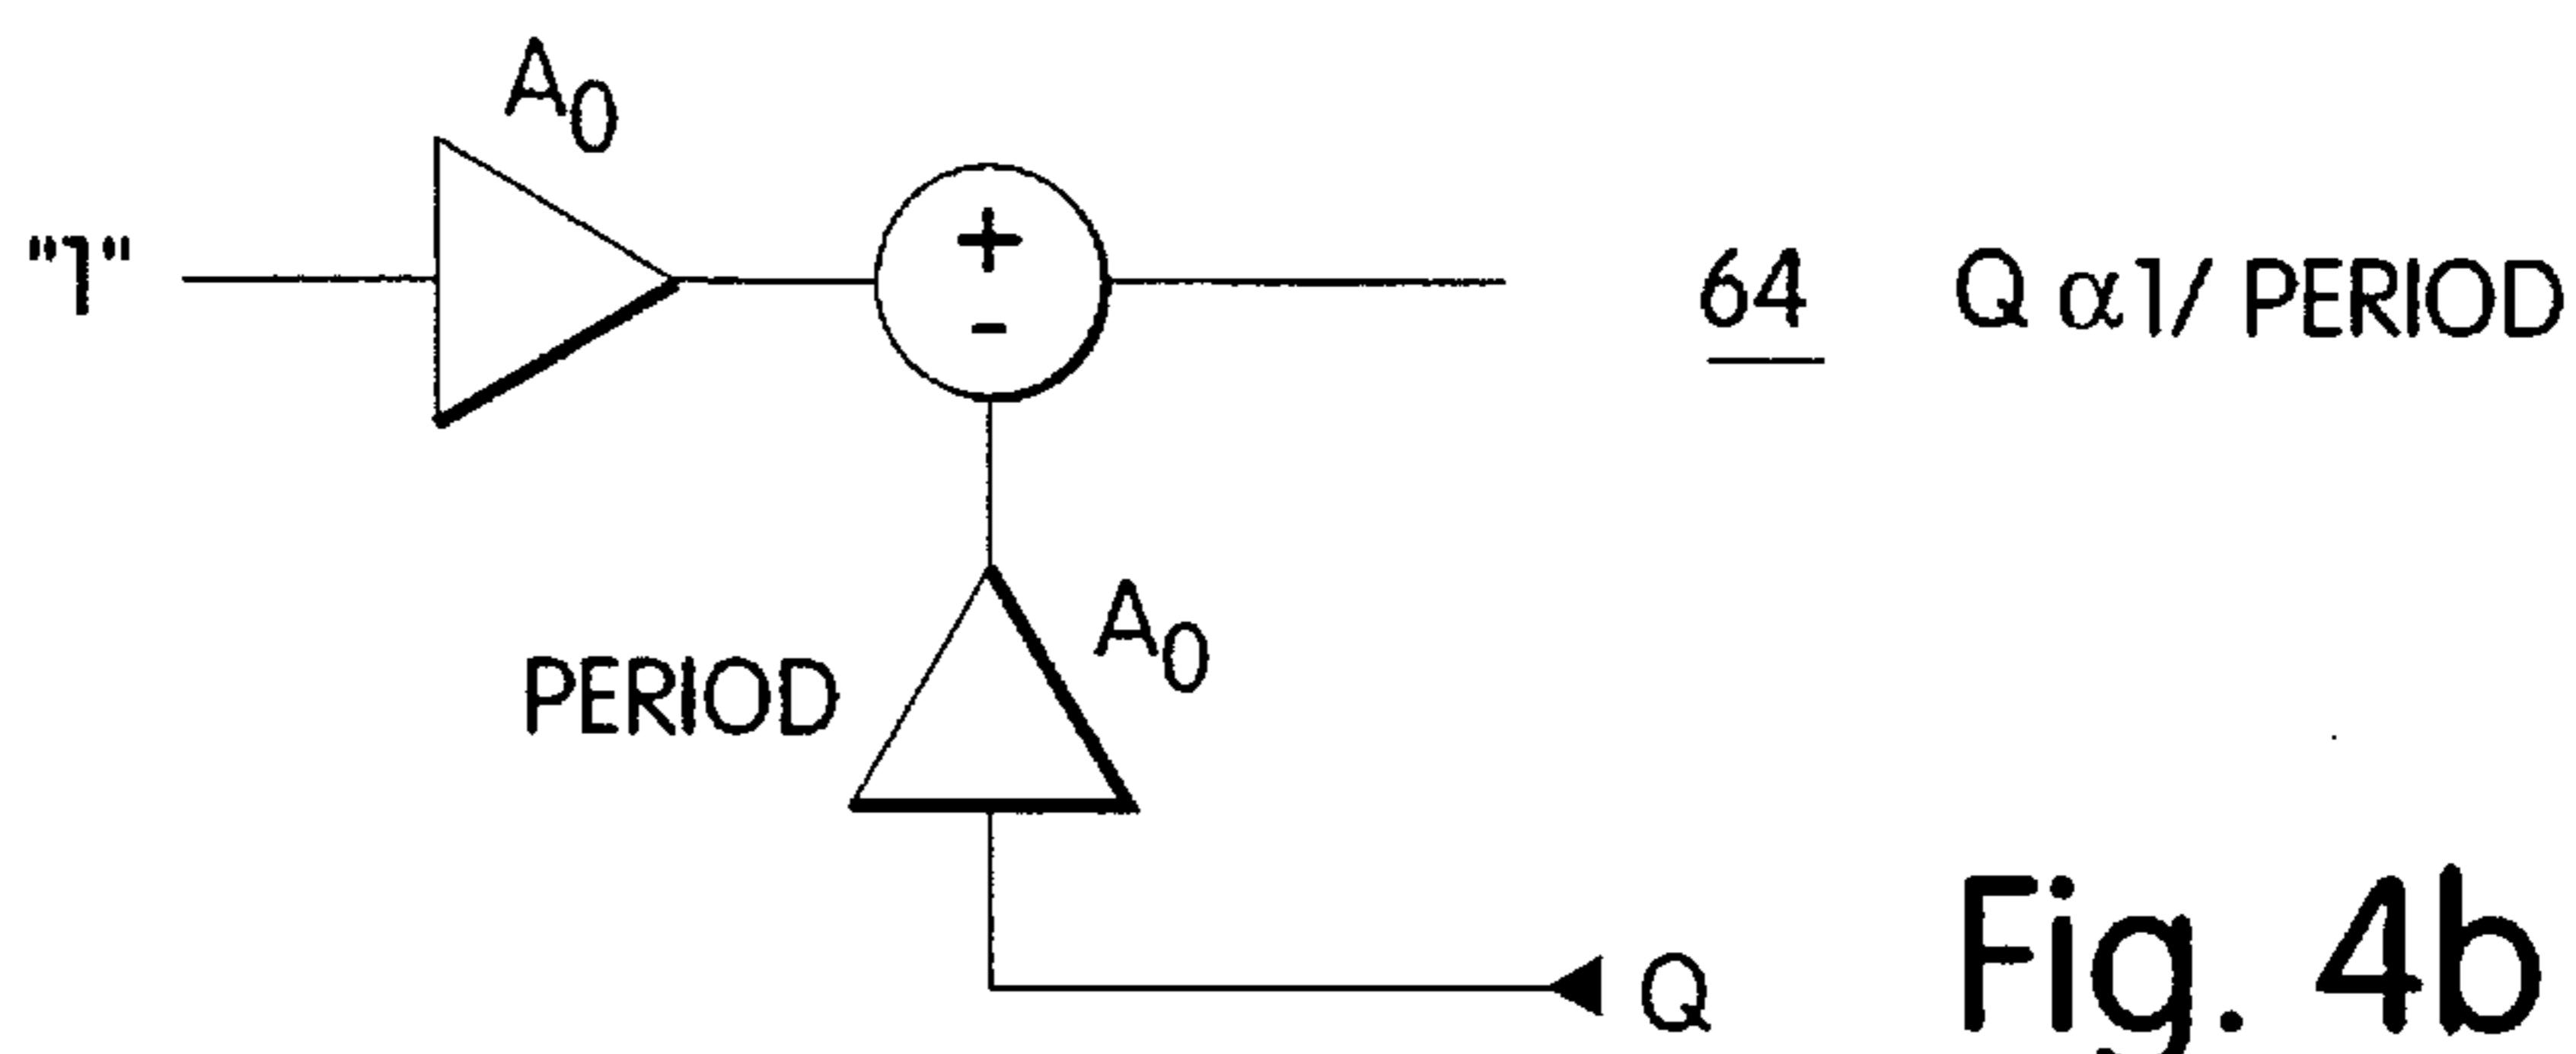 A0
"1"
+
-
64 Q α1/ PERIOD
A0
PERIOD
Q
Fig. 4b